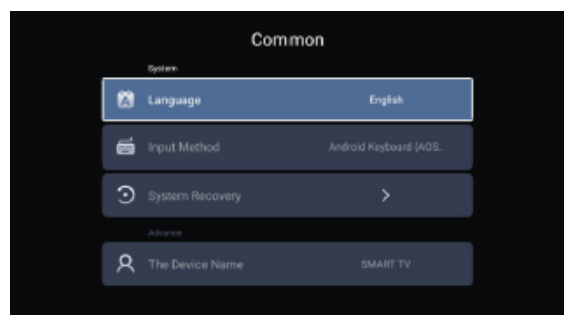 Common
System
Language English
Input Method Android Keyboard (AOS..
System Recovery
Advance
The Device Name SMART TV